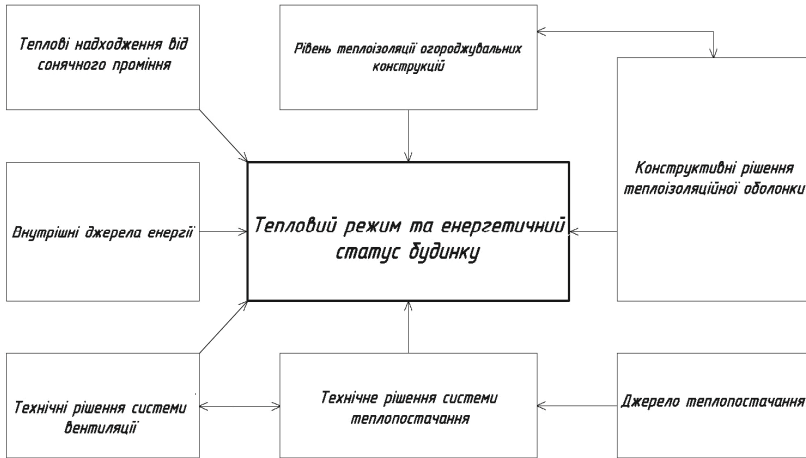 Теплові надходження від
сонячного проміння
Рівень теплоізоляції огороджувальних
конструкцій
Конструктивні рішення
теплоізоляційної оболонки
Внутрішні джерела енергії
Тепловий режим та енергетичний
статус будинку
Технічні рішення системи
вентиляції
Технічне рішення системи
теплопостачання
Джерело теплопостачання